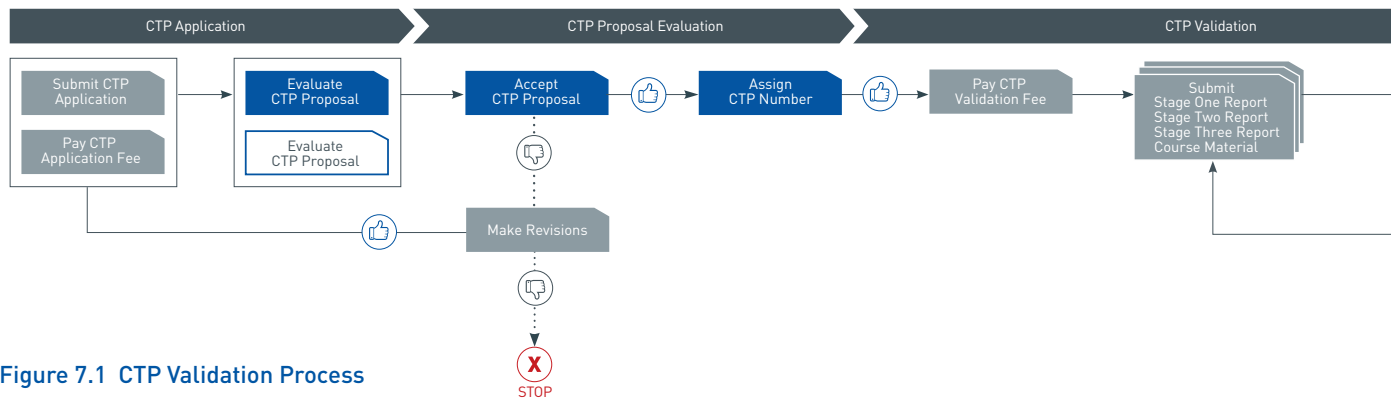 CTP Application
CTP Proposal Evaluation
CTP Validation
Submit CTP
Application
Pay CTP
Application Fee
Evaluate
CTP Proposal
Evaluate
CTP Proposal
Accept
CTP Proposal
Assign
CTP Number
Pay CTP
Validation Fee
Submit
Stage One Report
Stage Two Report
Stage Three Report
Course Material
Make Revisions
X
STOP
Figure 7.1 CTP Validation Process